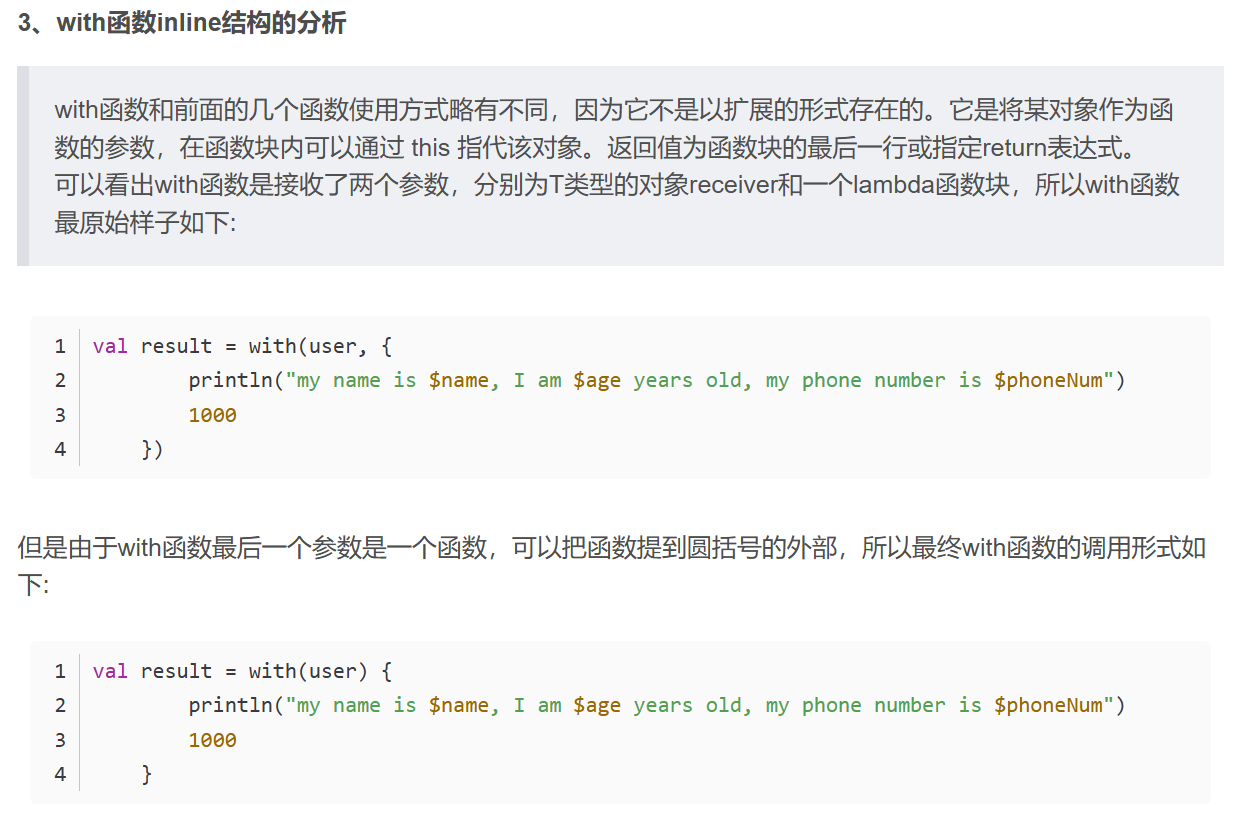 3、with函数inline结构的分析
with函数和前面的几个函数使用方式略有不同，因为它不是以扩展的形式存在的。它是将某对象作为函
数的参数，在函数块内可以通过 this 指代该对象。返回值为函数块的最后一行或指定return表达式。
可以看出with函数是接收了两个参数，分别为T类型的对象receiver和一个lambda函数块，所以with函数
最原始样子如下:
1 val result = with(user, {
2         println("my name is $name, I am $age years old, my phone number is $phoneNum")
3         1000
4     })
但是由于with函数最后一个参数是一个函数，可以把函数提到圆括号的外部，所以最终with函数的调用形式如
下:
1 val result = with(user) {
2         println("my name is $name, I am $age years old, my phone number is $phoneNum")
3         1000
4     }